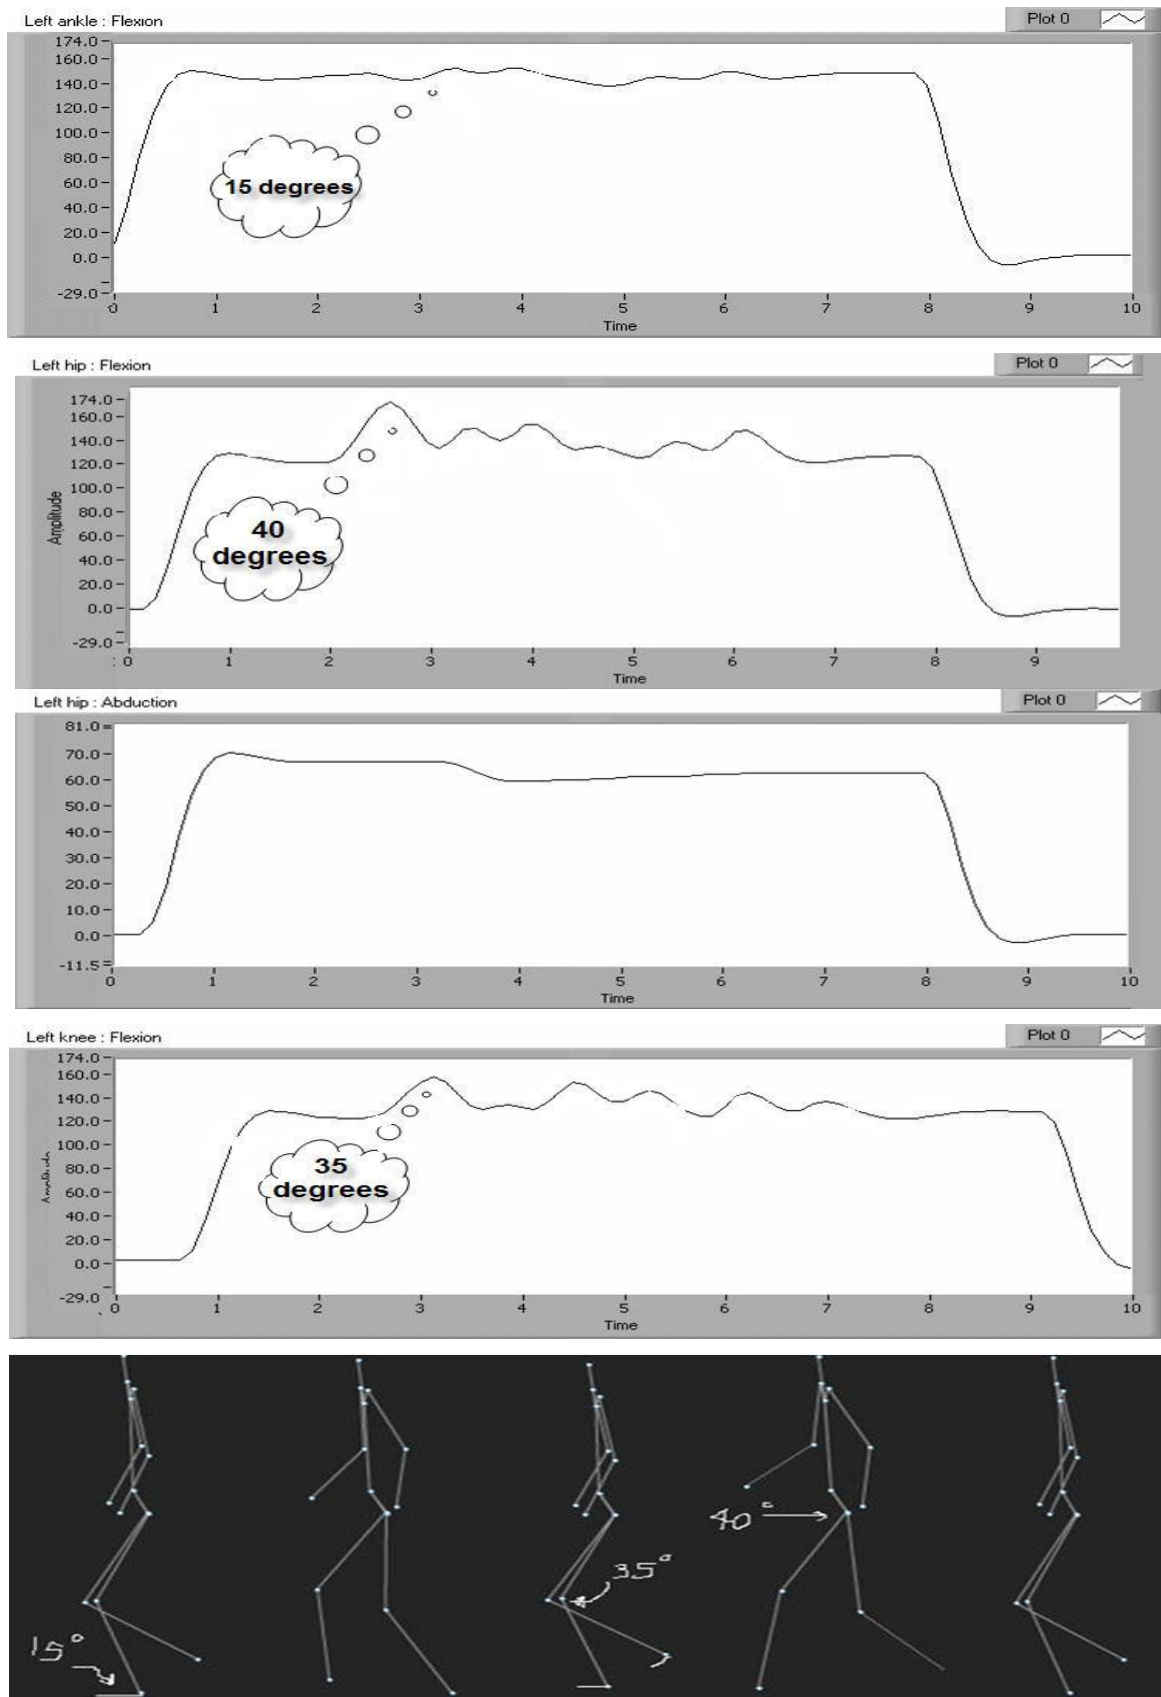 Left ankle : Flexion
Plot 0
174.0
160.0
140.0
120.0
100.0
80.0
60.0
40.0
20.0
0.0
-29.0
15 degrees
0 1 2 3 4 5 6 7 8 9 10
Time
Left hip : Flexion
Plot 0
174.0
160.0
140.0
120.0
100.0
80.0
60.0
40.0
20.0
0.0
-29.0
Amplitude
40
degrees
0 1 2 3 4 5 6 7 8 9
Time
Left hip : Abduction
Plot 0
81.0
70.0
60.0
50.0
40.0
30.0
20.0
10.0
0.0
-11.5
0 1 2 3 4 5 6 7 8 9 10
Time
Left knee : Flexion
Plot 0
174.0
160.0
140.0
120.0
100.0
80.0
60.0
40.0
20.0
0.0
-29.0
Amplitude
35
degrees
0 1 2 3 4 5 6 7 8 9 10
Time
40°
35°
15°